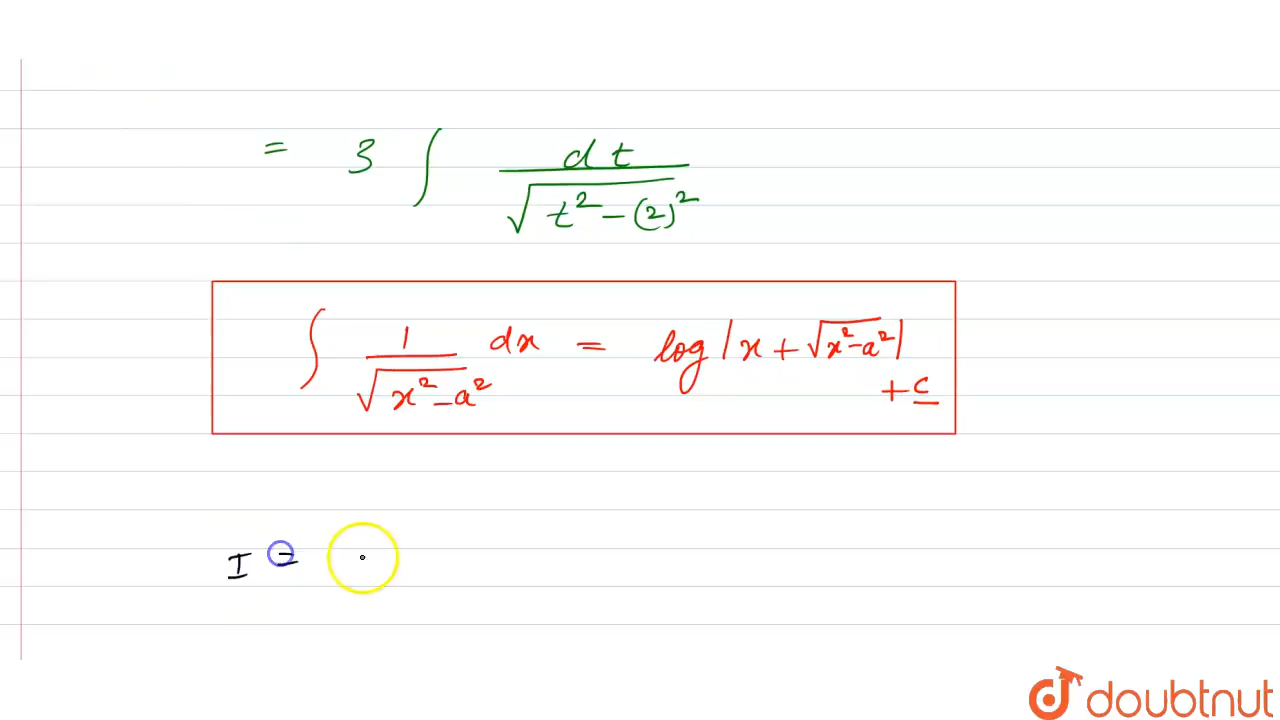 = 3 ∫ dt / √(t² – (2)²)
∫ 1 / √(x² – a²) dx = log |x + √(x² – a²)|
+ c
I =
doubtnut